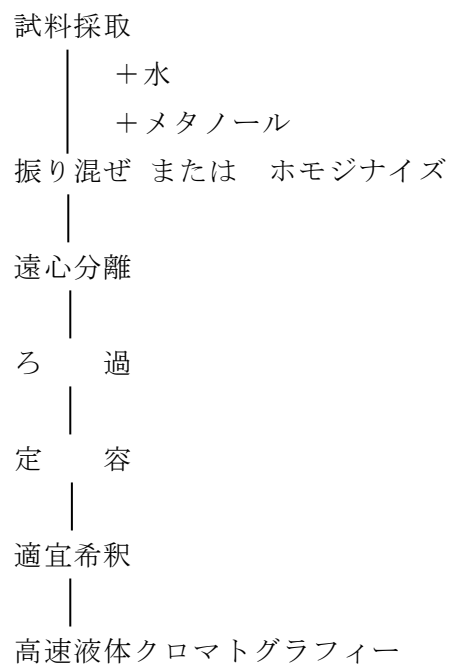 試料採取
＋水
＋メタノール
振り混ぜ または　ホモジナイズ
遠心分離
ろ　　過
定　　容
適宜希釈
高速液体クロマトグラフィー